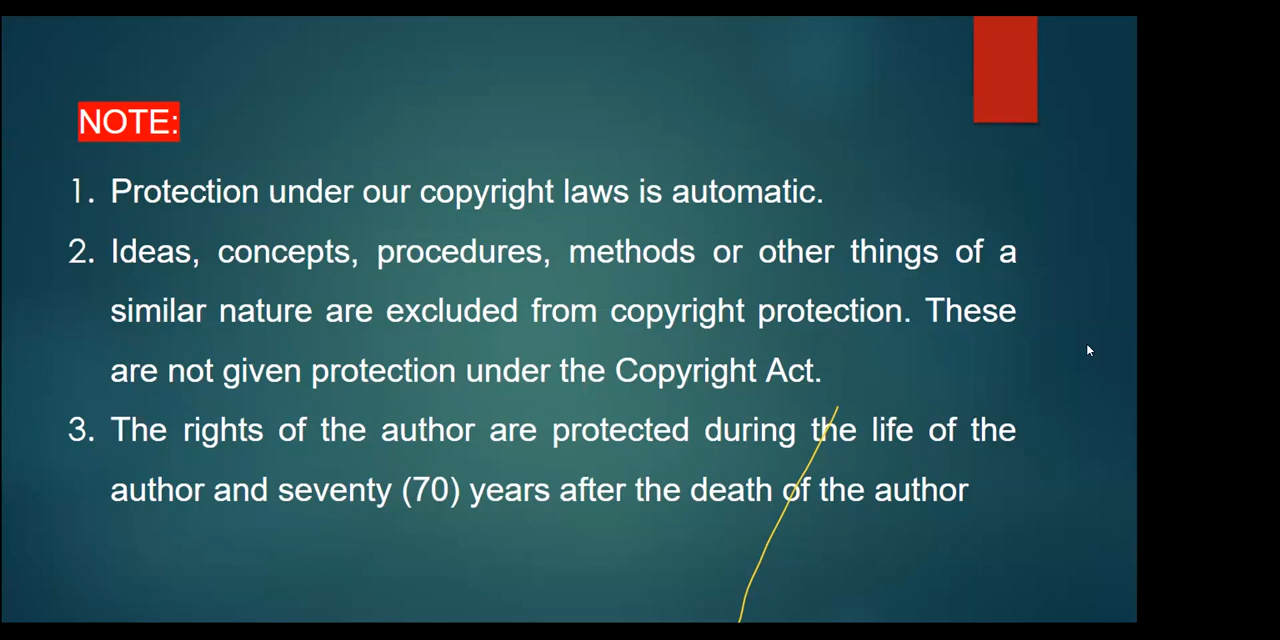 NOTE:
1. Protection under our copyright laws is automatic.
2. Ideas, concepts, procedures, methods or other things of a
similar nature are excluded from copyright protection. These
are not given protection under the Copyright Act.
3. The rights of the author are protected during the life of the
author and seventy (70) years after the death of the author